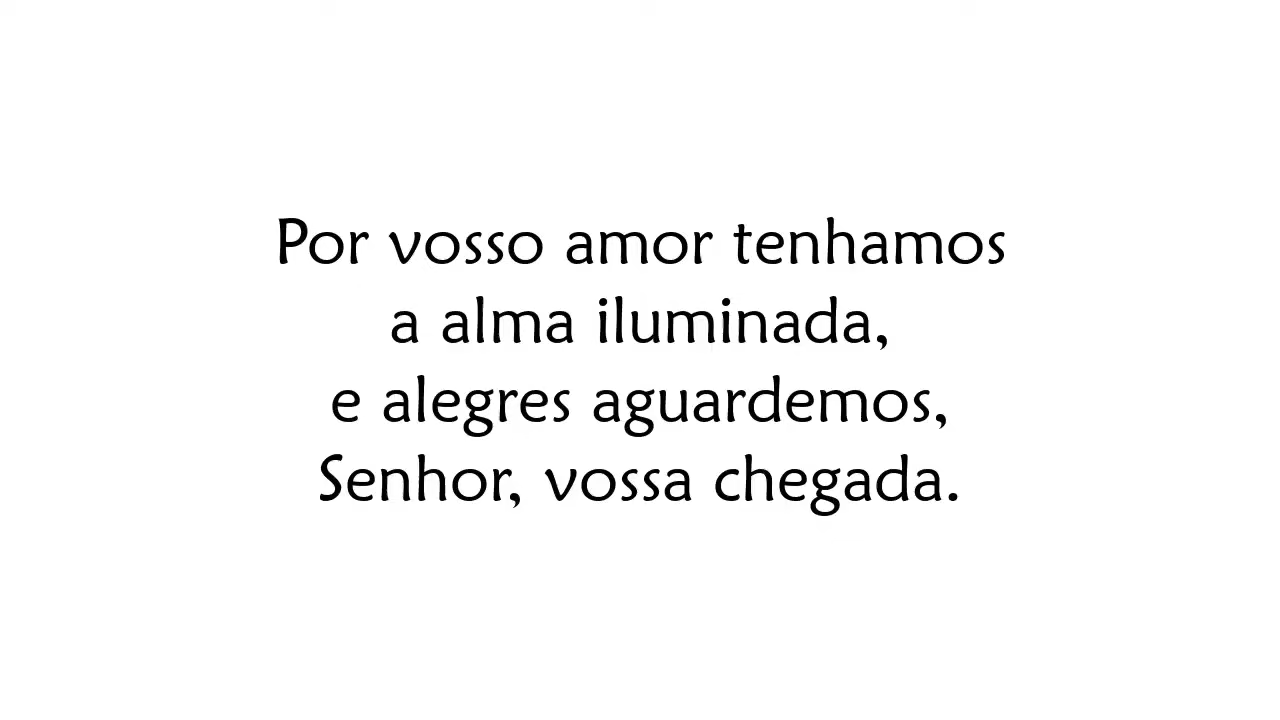 Por vosso amor tenhamos
a alma iluminada,
e alegres aguardemos,
Senhor, vossa chegada.